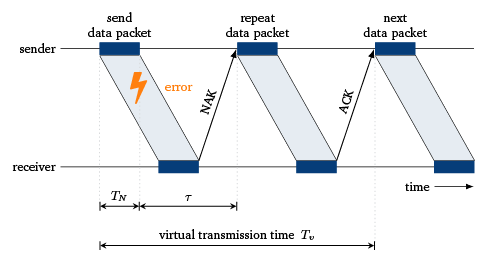 send
data packet
repeat
data packet
next
data packet
sender
error
NAK
ACK
receiver
time
T_N
τ
virtual transmission time T_v